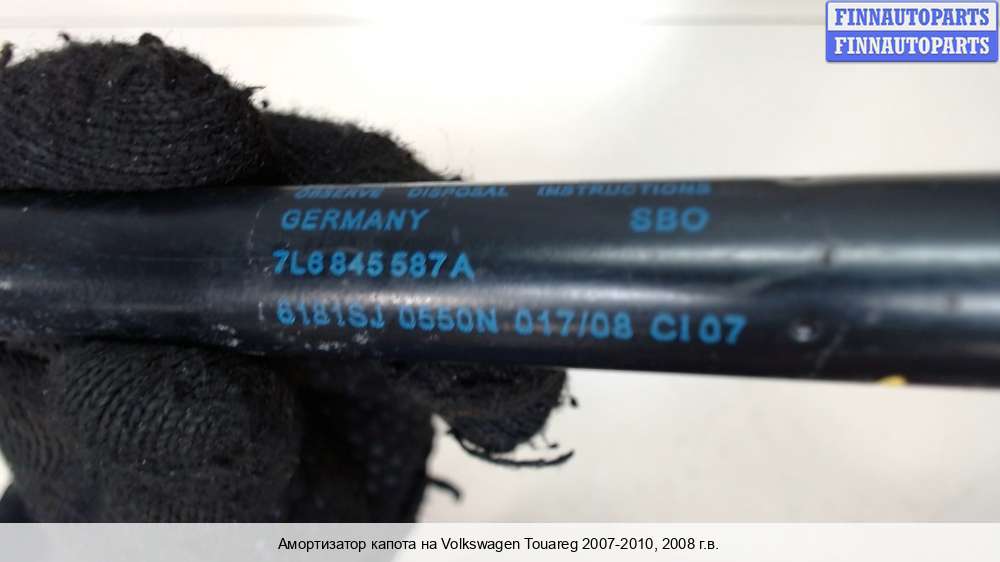 FINNAUTOPARTS
FINNAUTOPARTS
OBSERVE DISPOSAL INSTRUCTIONS
GERMANY SBO
7L6 845 587 A
6181SJ 0550N 017/08 CI 07
Амортизатор капота на Volkswagen Touareg 2007-2010, 2008 г.в.